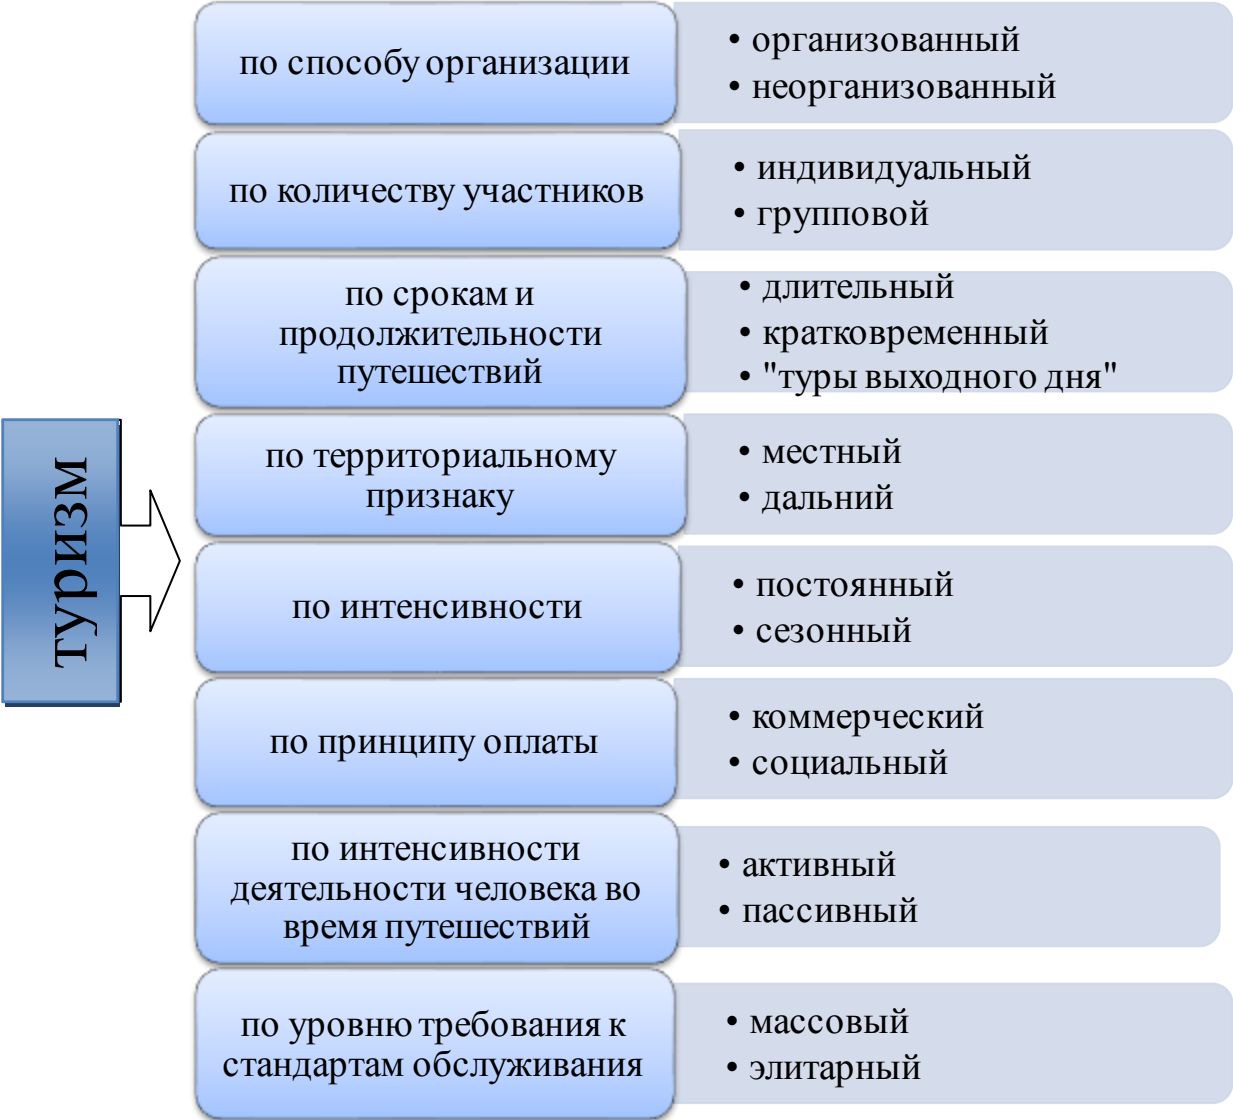 туризм
по способу организации
• организованный
• неорганизованный
по количеству участников
• индивидуальный
• групповой
по срокам и
продолжительности
путешествий
• длительный
• кратковременный
• "туры выходного дня"
по территориальному
признаку
• местный
• дальний
по интенсивности
• постоянный
• сезонный
по принципу оплаты
• коммерческий
• социальный
по интенсивности
деятельности человека во
время путешествий
• активный
• пассивный
по уровню требования к
стандартам обслуживания
• массовый
• элитарный